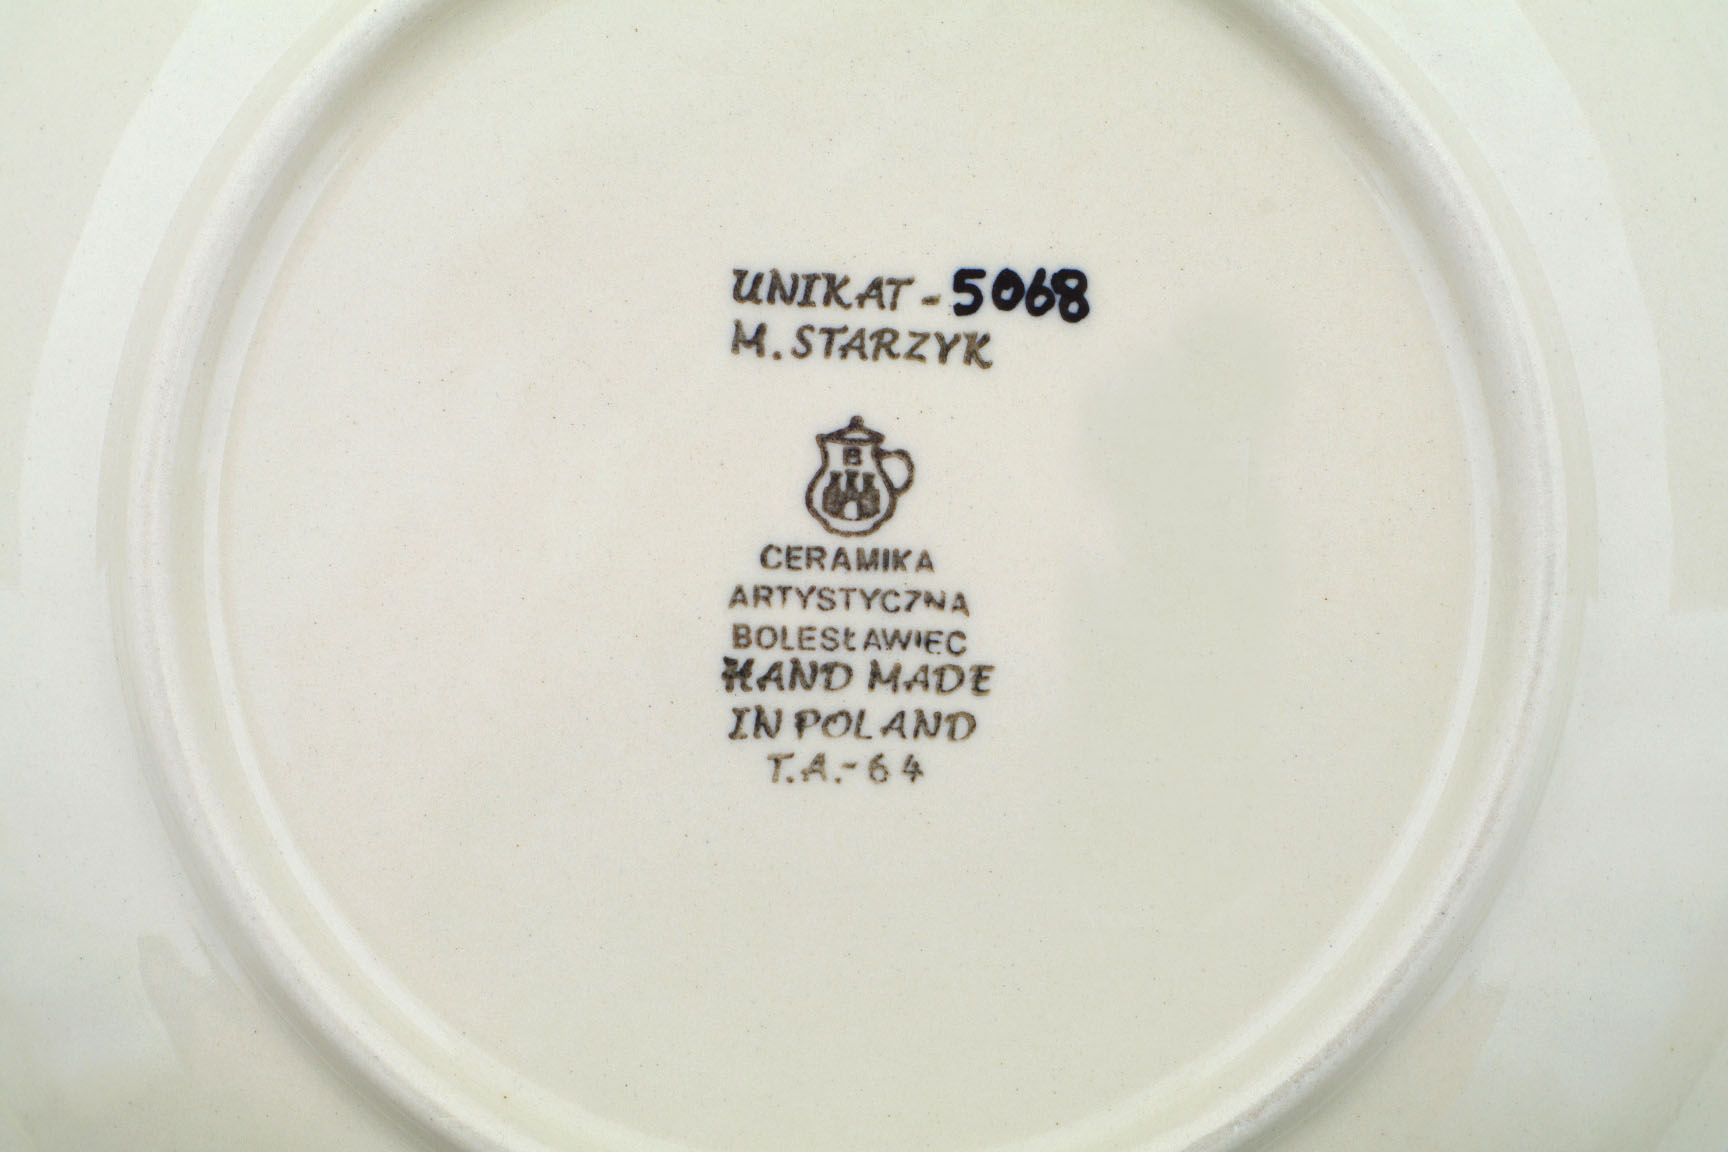 UNIKAT - 5068
M. STARZYK
B
CERAMIKA
ARTYSTYCZNA
BOLESŁAWIEC
HAND MADE
IN POLAND
T.A.-64